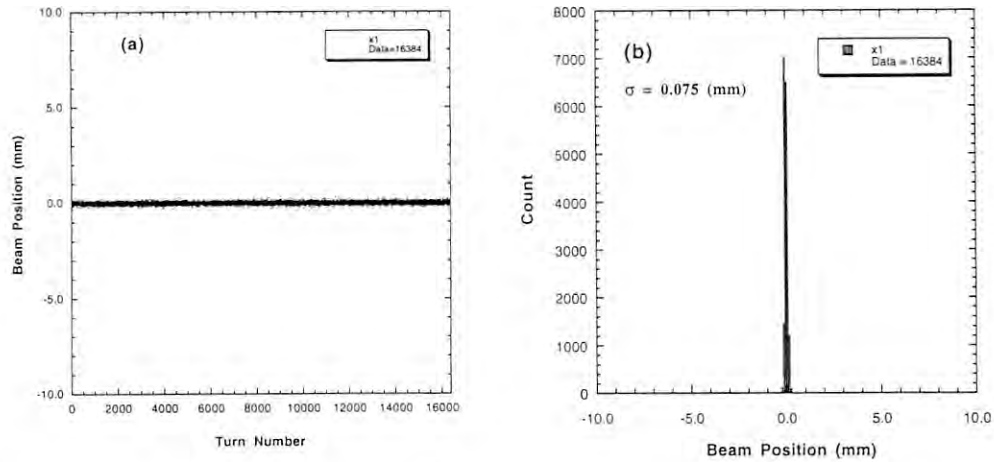 (a)
x1
Data=16384
10.0
5.0
0.0
-5.0
-10.0
Beam Position (mm)
0 2000 4000 6000 8000 10000 12000 14000 16000
Turn Number
(b)
x1
Data = 16384
σ = 0.075 (mm)
8000
7000
6000
5000
4000
3000
2000
1000
0
Count
-10.0 -5.0 0.0 5.0 10.0
Beam Position (mm)